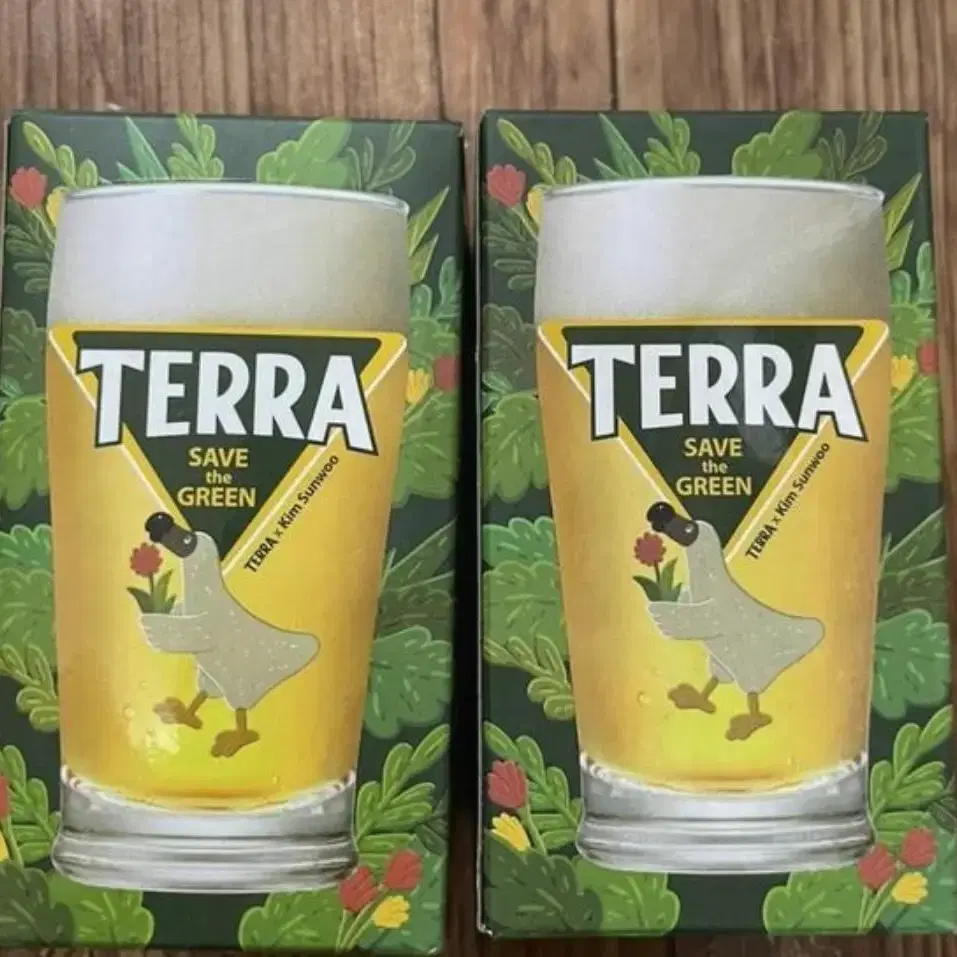 TERRA
SAVE
the
GREEN
TERRA x Kim Sunwoo
TERRA
SAVE
the
GREEN
TERRA x Kim Sunwoo